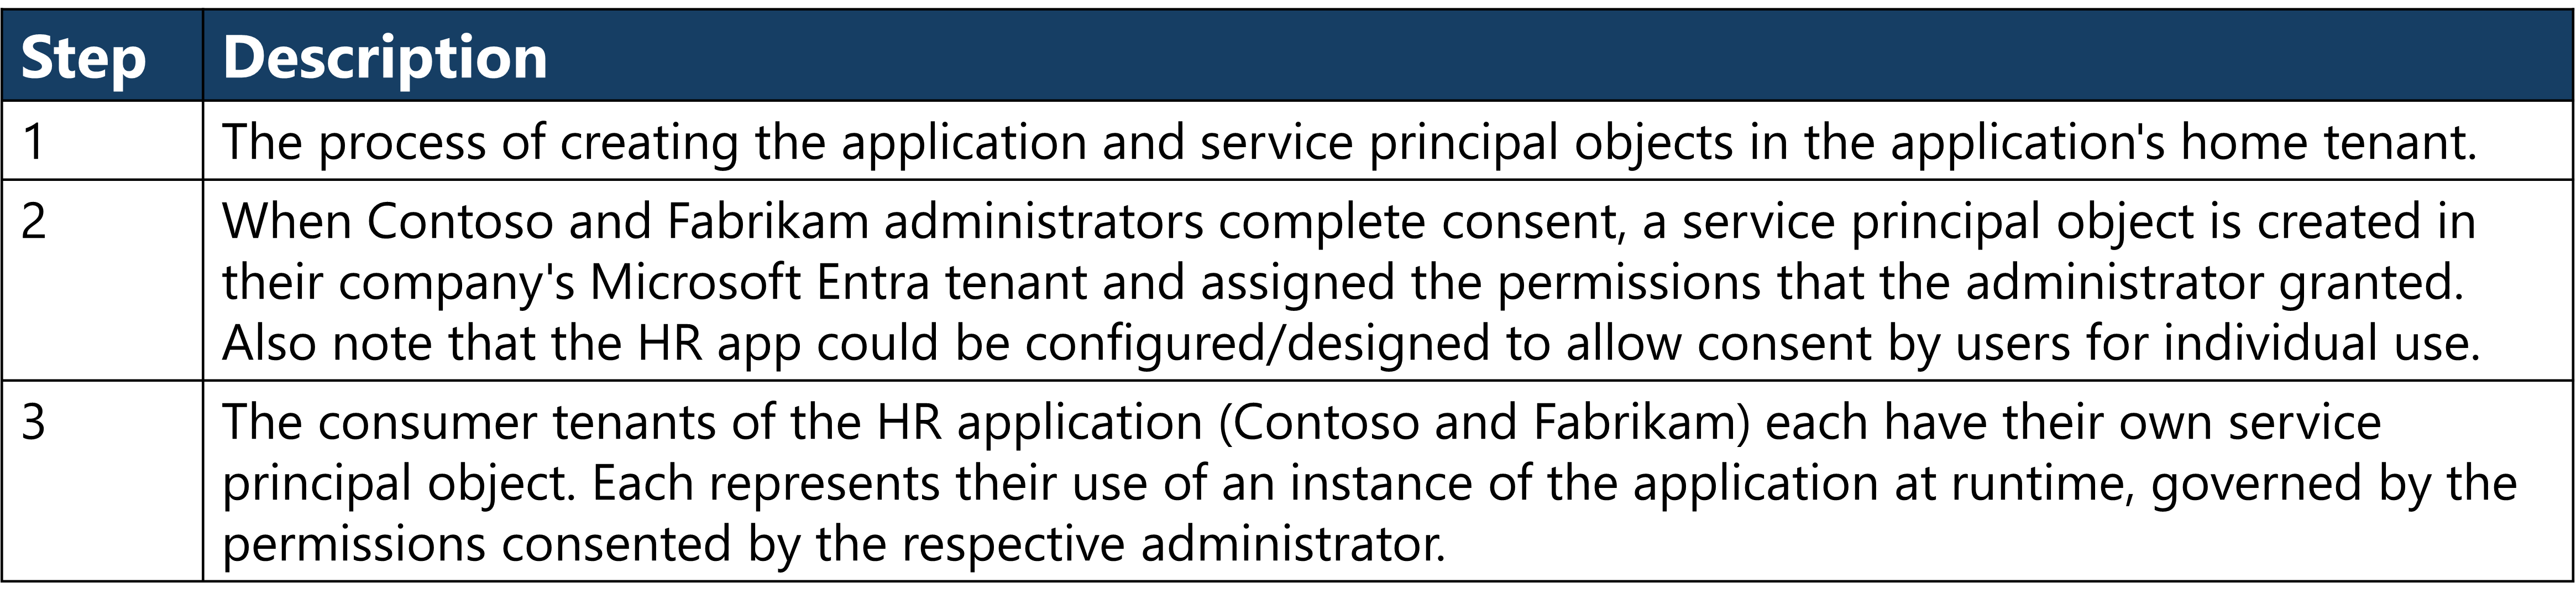 Step Description
1 The process of creating the application and service principal objects in the application's home tenant.
2 When Contoso and Fabrikam administrators complete consent, a service principal object is created in
their company's Microsoft Entra tenant and assigned the permissions that the administrator granted.
Also note that the HR app could be configured/designed to allow consent by users for individual use.
3 The consumer tenants of the HR application (Contoso and Fabrikam) each have their own service
principal object. Each represents their use of an instance of the application at runtime, governed by the
permissions consented by the respective administrator.